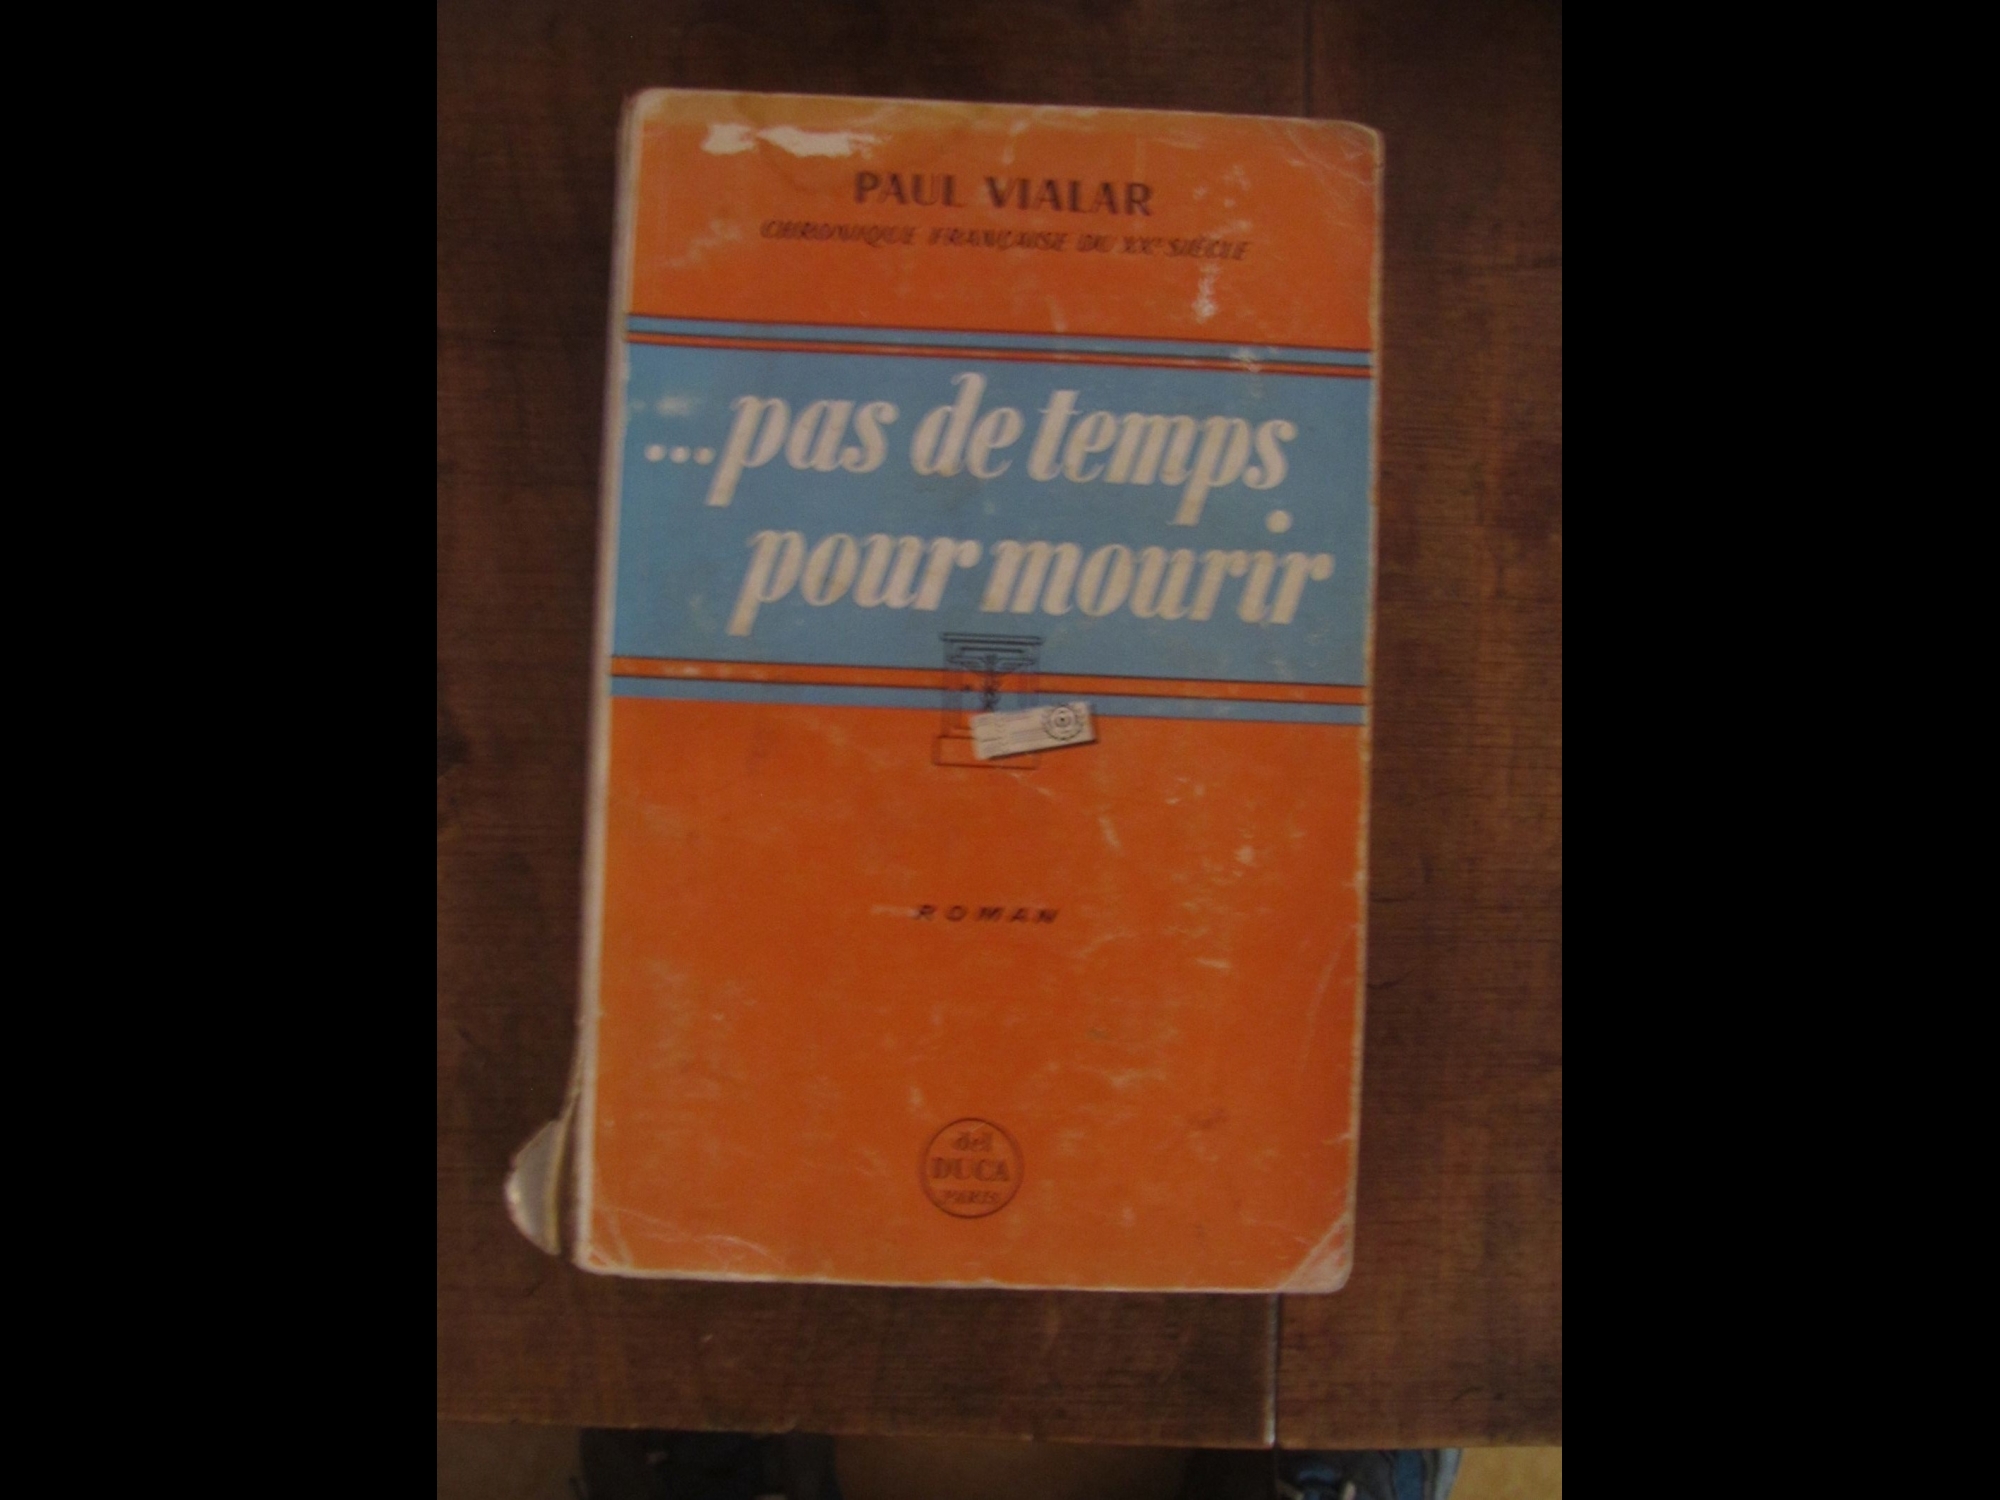 PAUL VIALAR
CHRONIQUE FRANÇAISE DU XXe SIÈCLE
...pas de temps
pour mourir
ROMAN
del
DUCA
PARIS